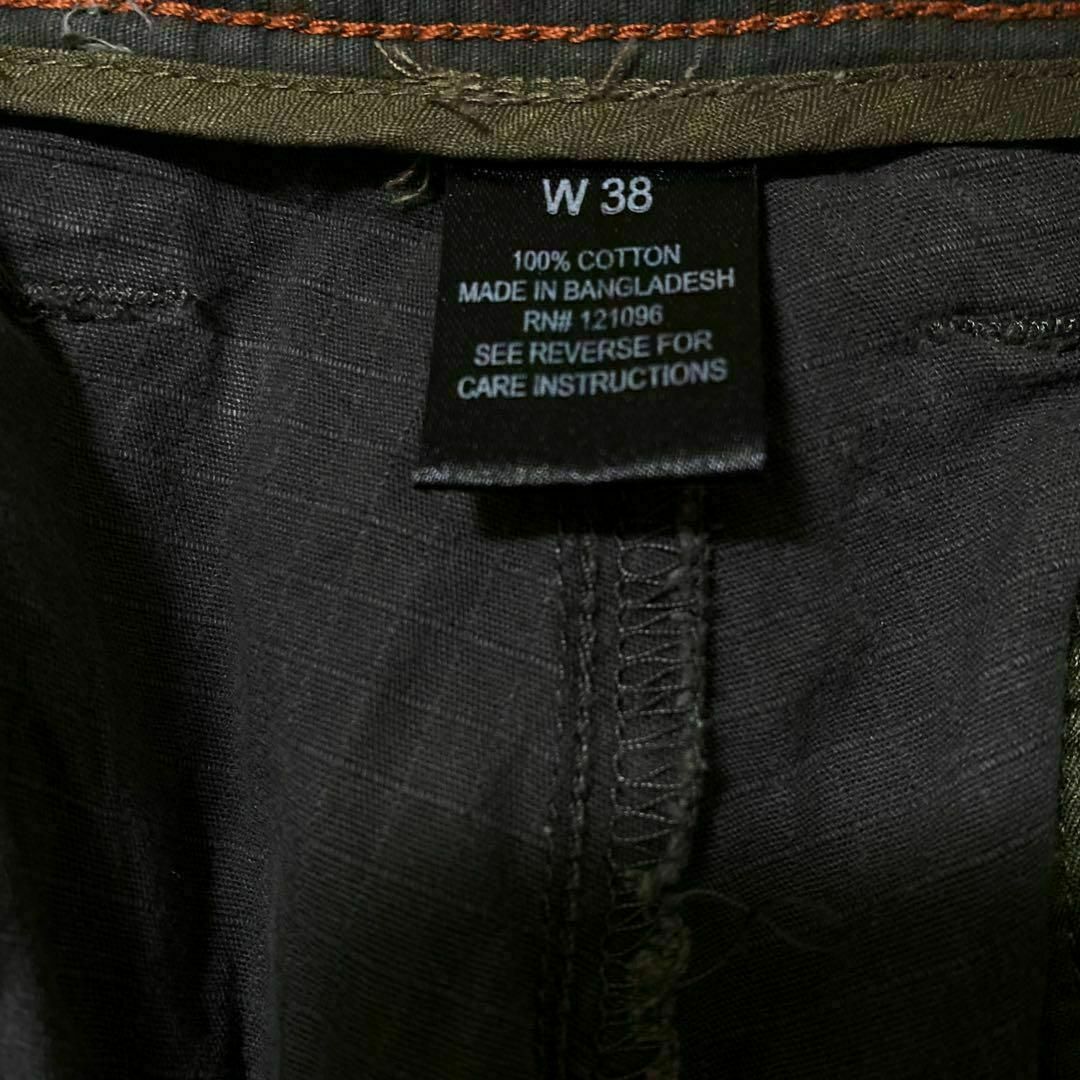 W 38
100% COTTON
MADE IN BANGLADESH
RN# 121096
SEE REVERSE FOR
CARE INSTRUCTIONS